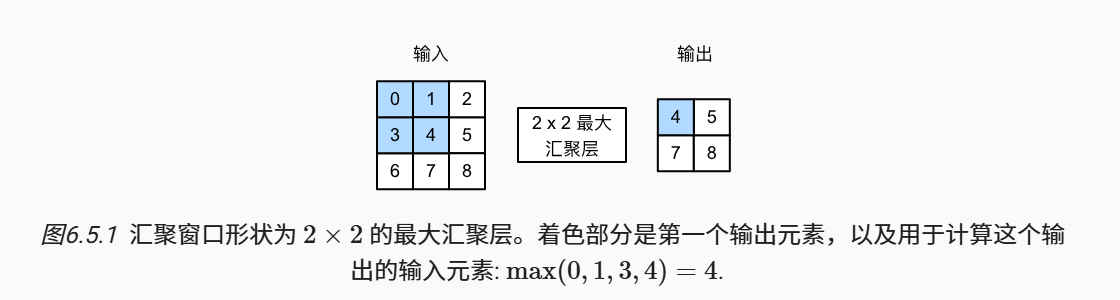 输入 输出
0 1 2
3 4 5
6 7 8
2 x 2 最大
汇聚层
4 5
7 8
图6.5.1 汇聚窗口形状为 2 × 2 的最大汇聚层。着色部分是第一个输出元素，以及用于计算这个输
出的输入元素: max(0, 1, 3, 4) = 4.